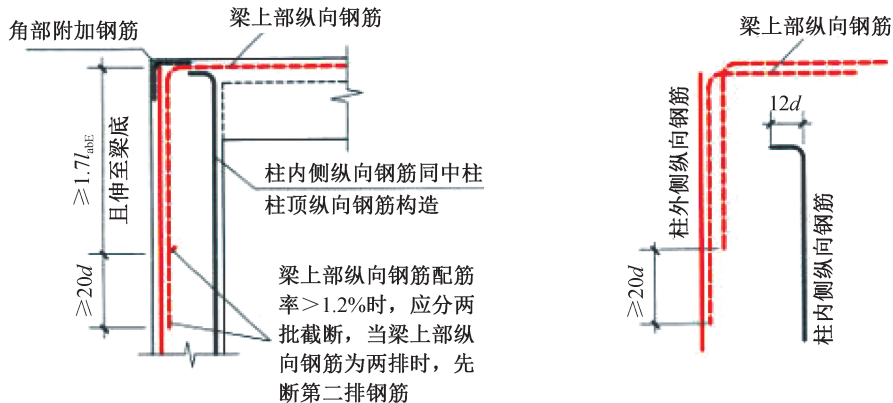 角部附加钢筋
梁上部纵向钢筋
≥1.7labE
且伸至梁底
≥20d
柱内侧纵向钢筋同中柱
柱顶纵向钢筋构造
梁上部纵向钢筋配筋
率＞1.2%时，应分两
批截断，当梁上部纵
向钢筋为两排时，先
断第二排钢筋
梁上部纵向钢筋
12d
柱外侧纵向钢筋
≥20d
柱内侧纵向钢筋